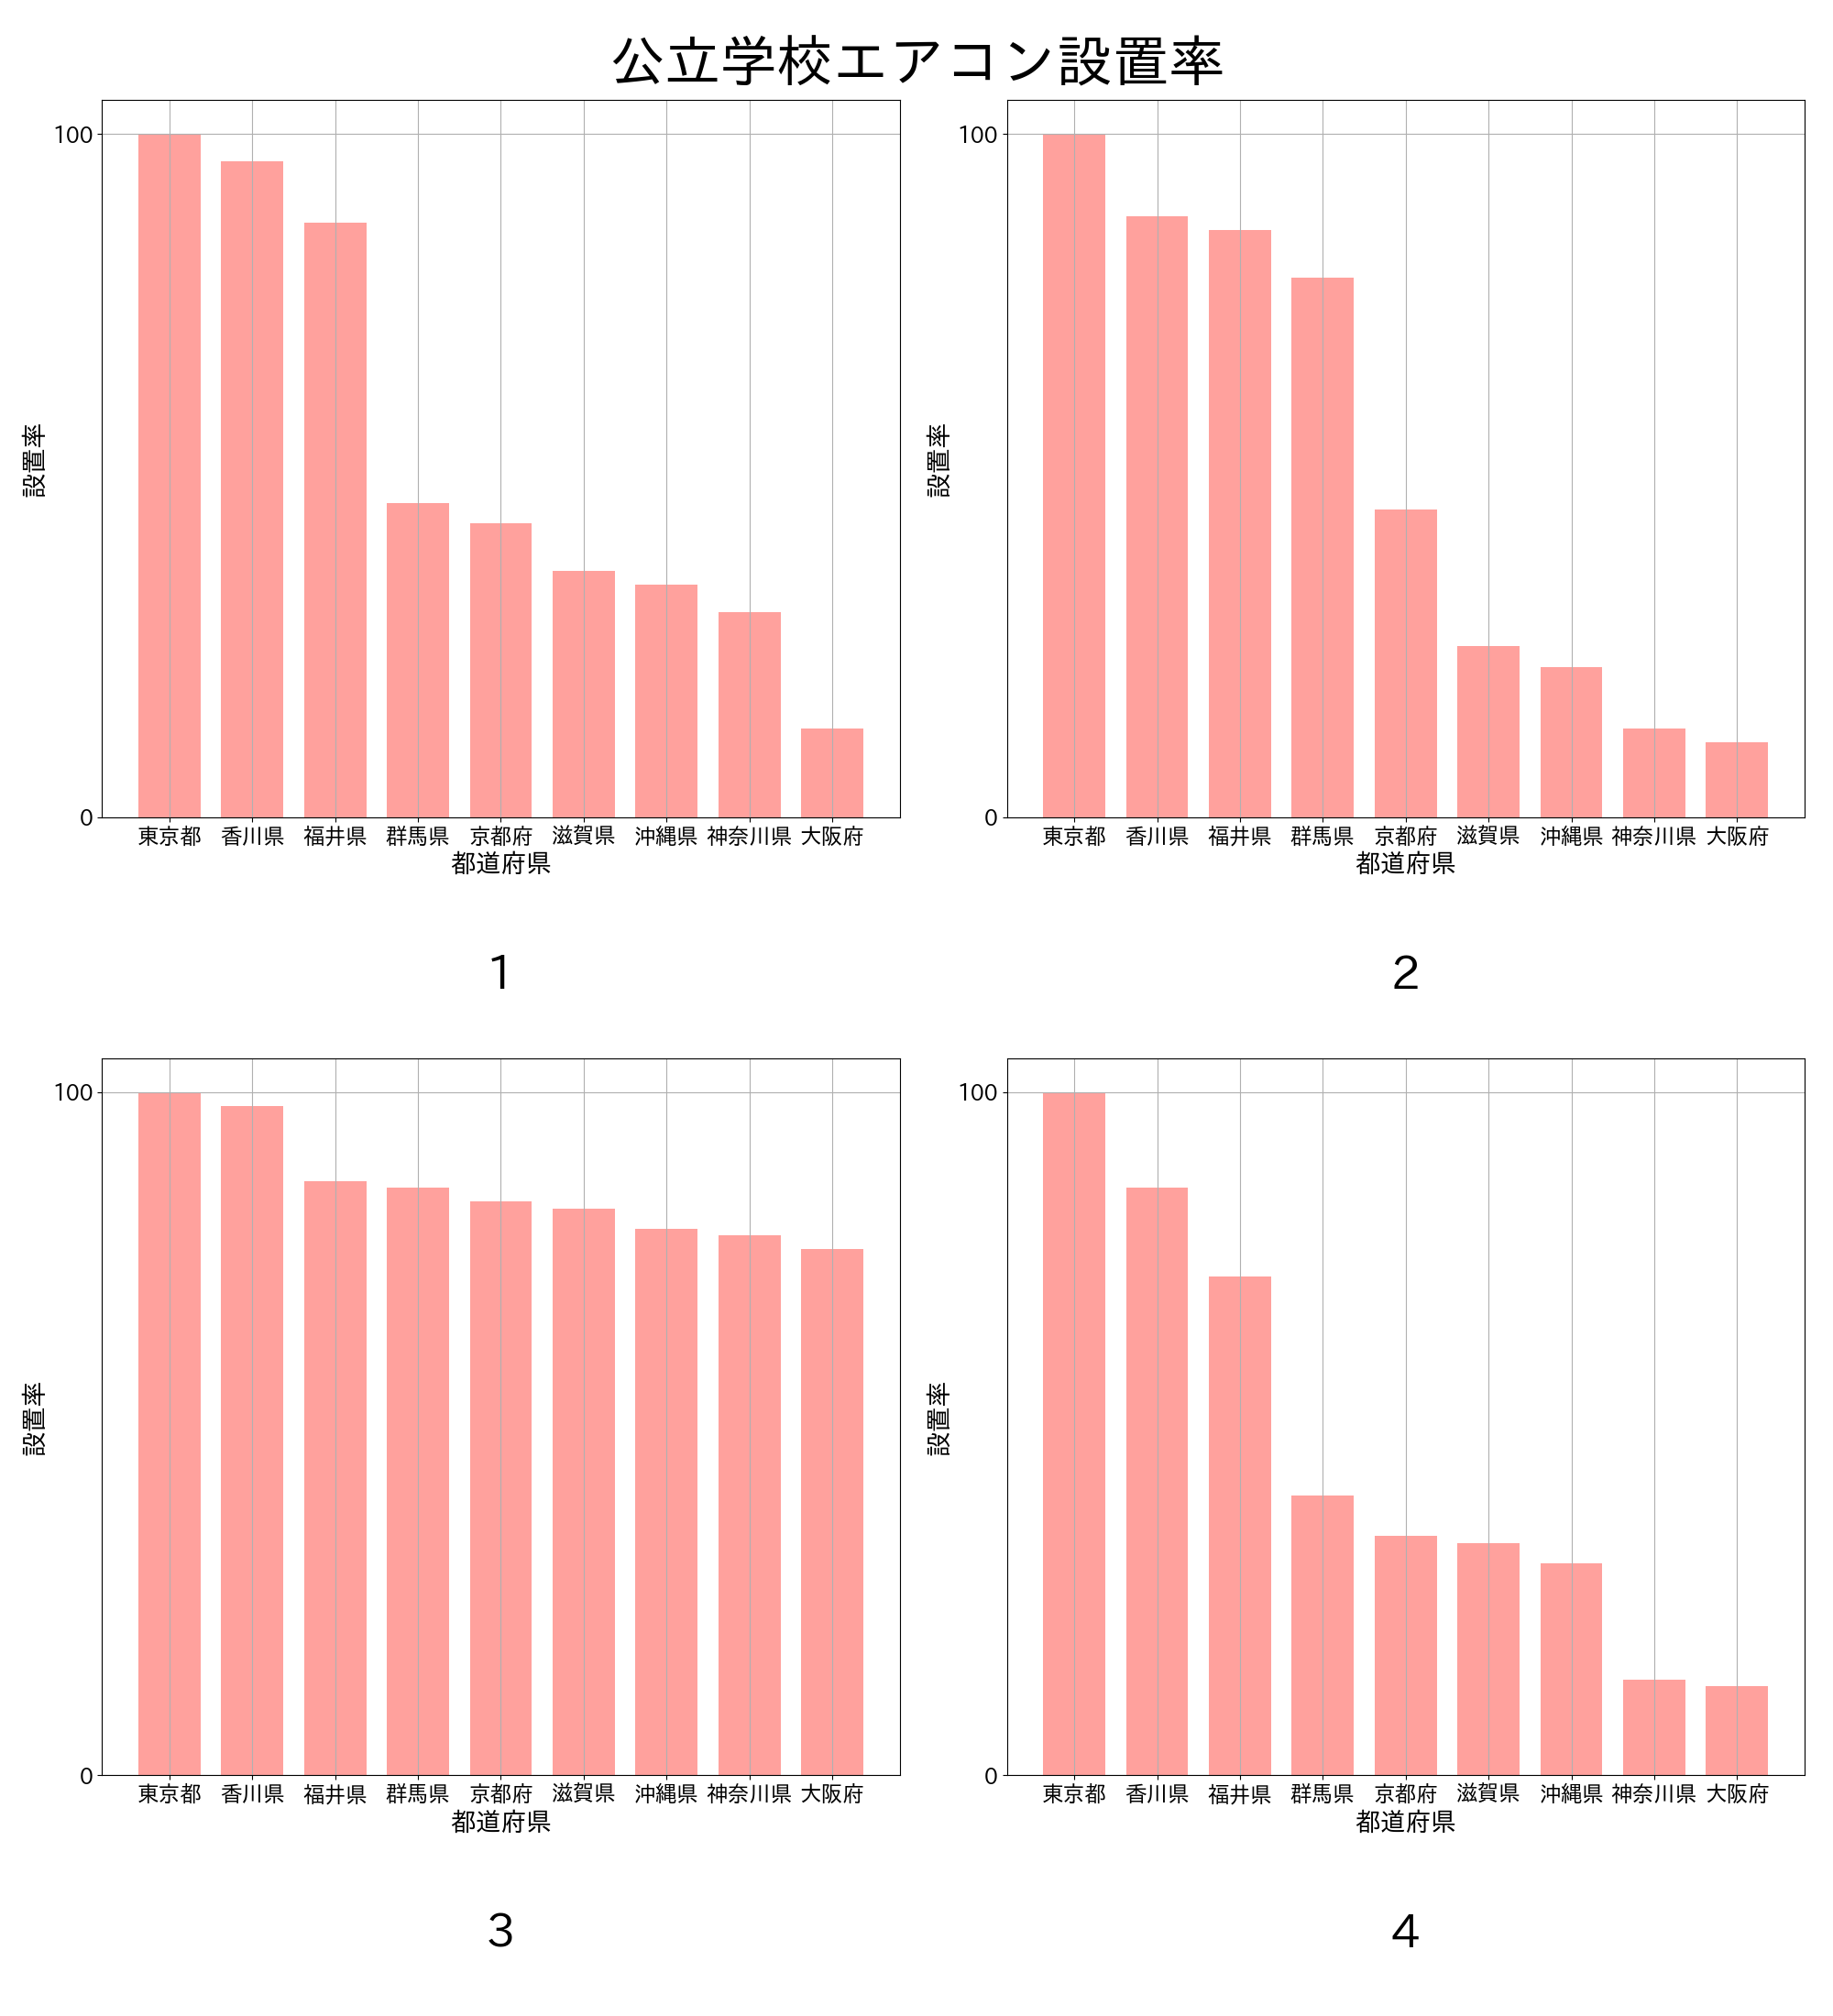 公立学校エアコン設置率
100
設置率
0
東京都 香川県 福井県 群馬県 京都府 滋賀県 沖縄県 神奈川県 大阪府
都道府県
1
100
設置率
0
東京都 香川県 福井県 群馬県 京都府 滋賀県 沖縄県 神奈川県 大阪府
都道府県
2
100
設置率
0
東京都 香川県 福井県 群馬県 京都府 滋賀県 沖縄県 神奈川県 大阪府
都道府県
3
100
設置率
0
東京都 香川県 福井県 群馬県 京都府 滋賀県 沖縄県 神奈川県 大阪府
都道府県
4